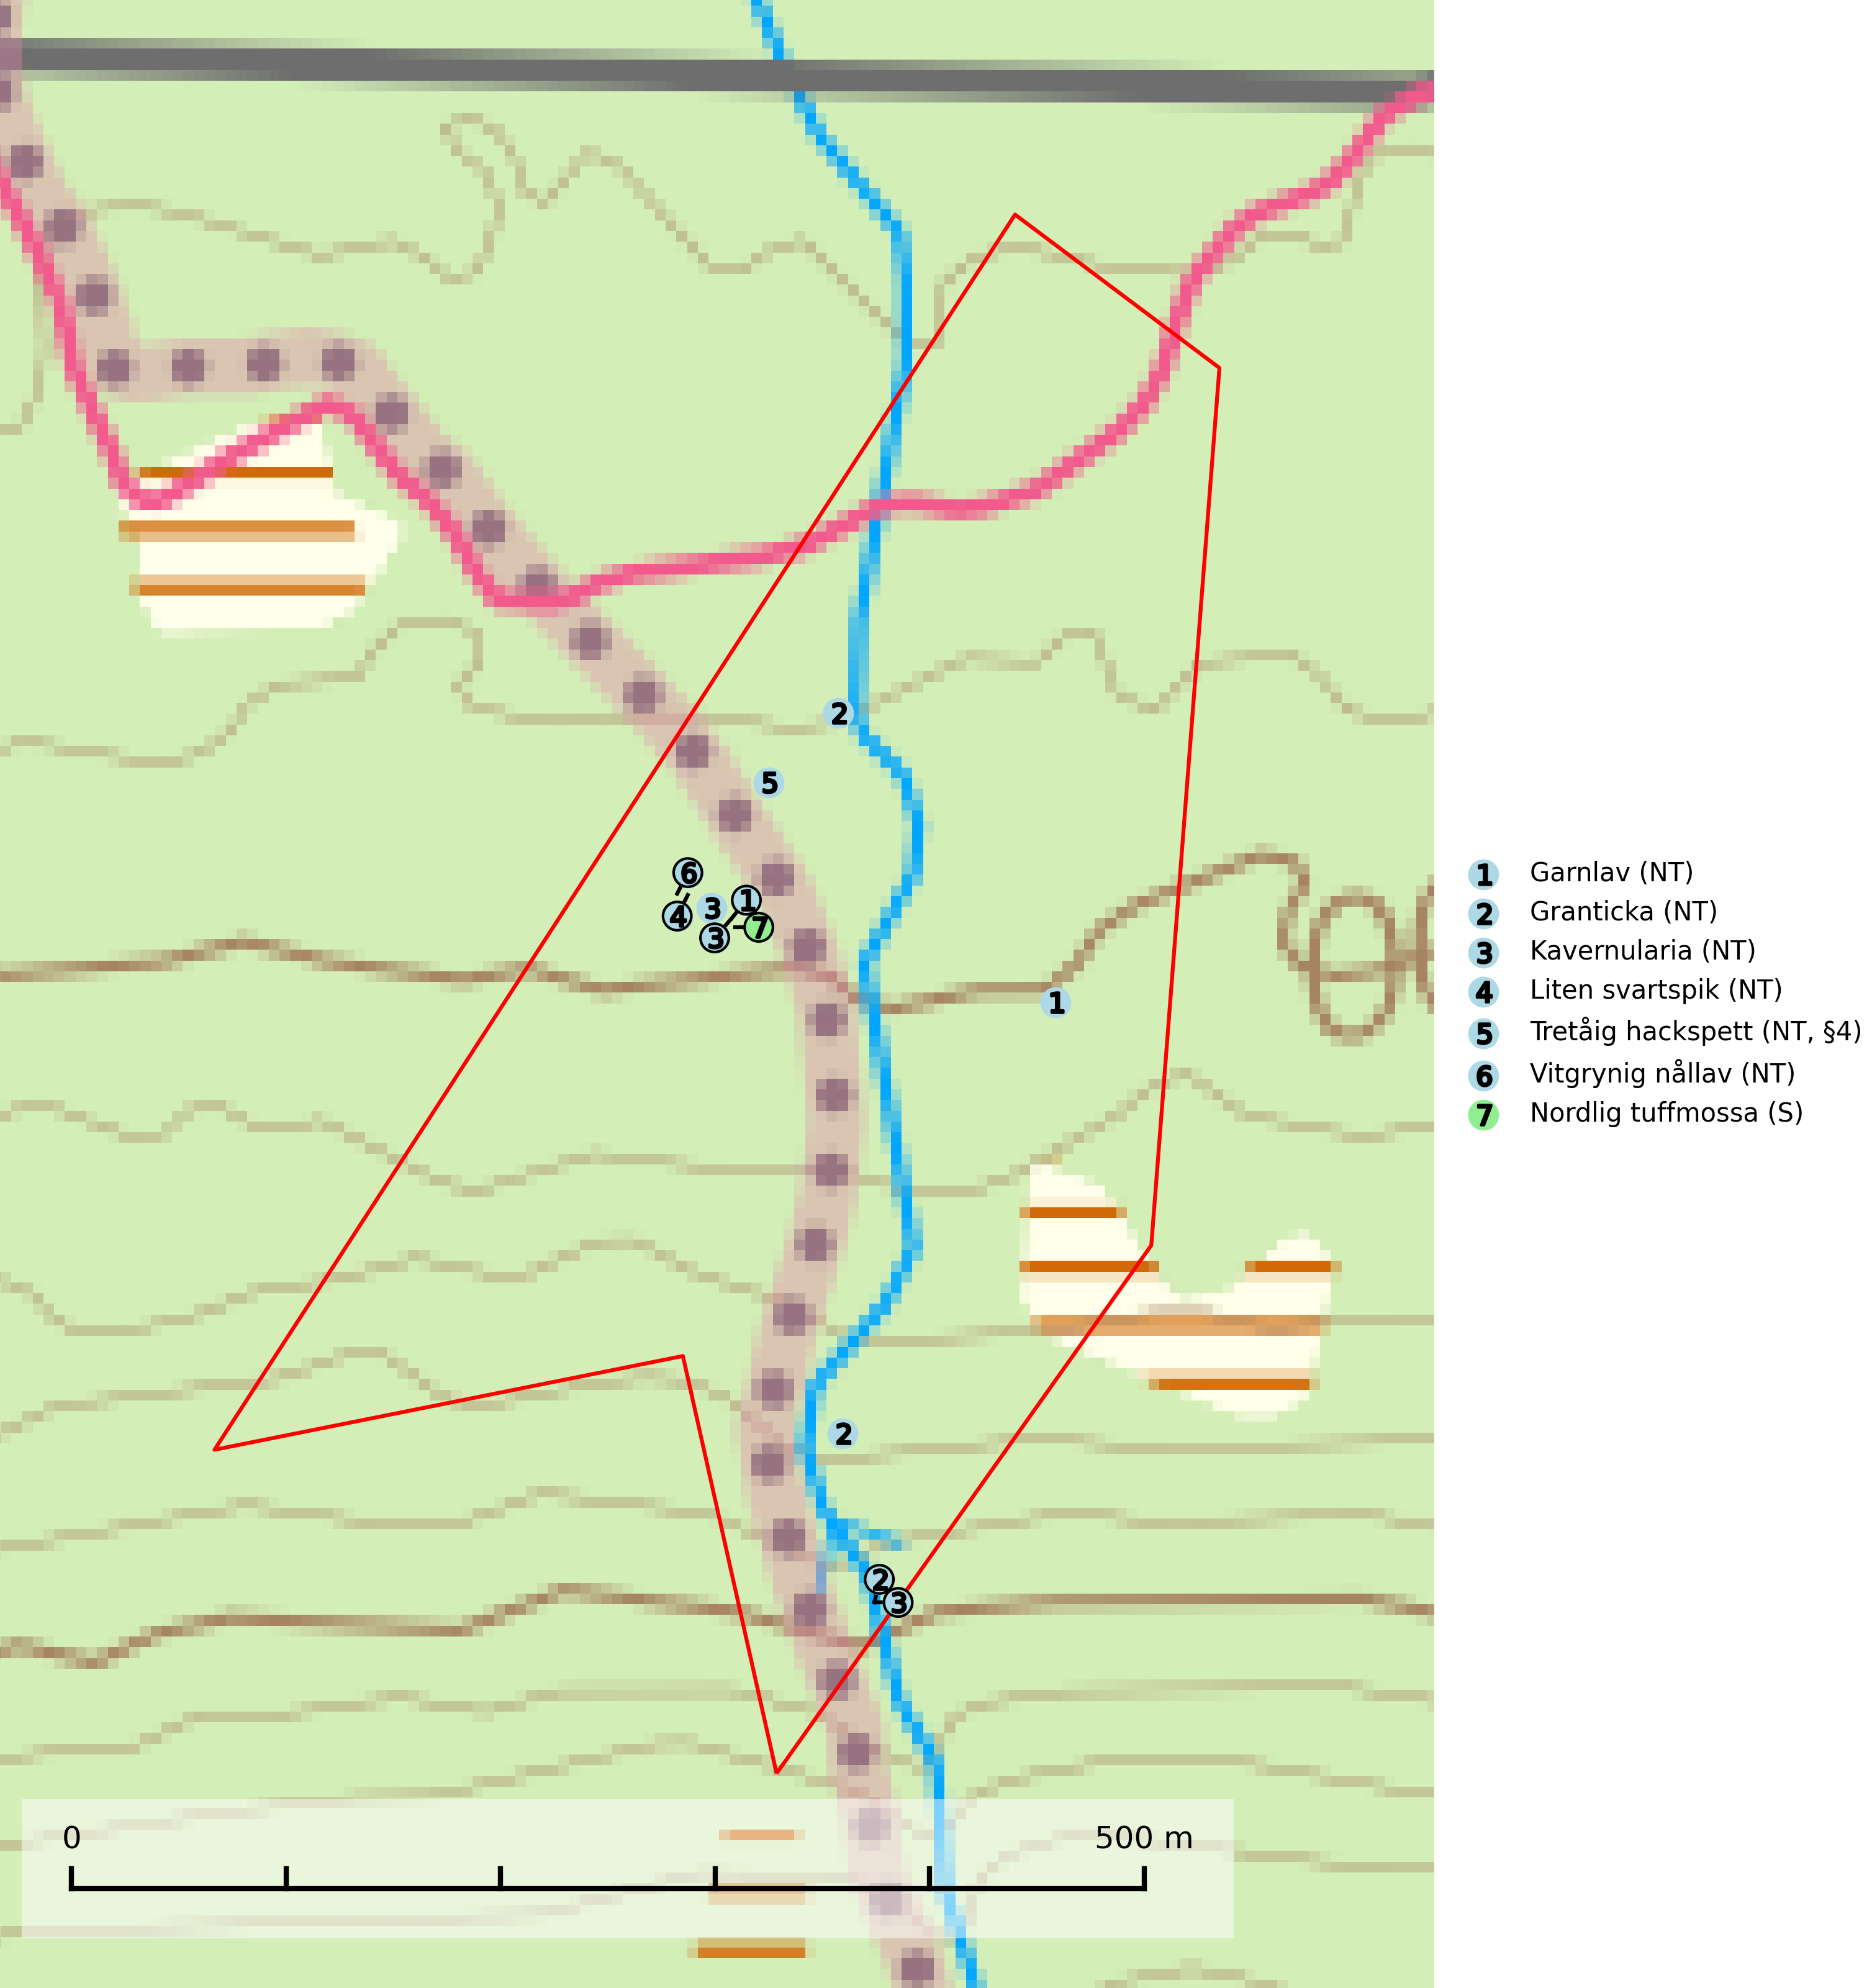 2
5
6
4
3
1
3
7
1
2
2
3
0
500 m
1 Garnlav (NT)
2 Granticka (NT)
3 Kavernularia (NT)
4 Liten svartspik (NT)
5 Tretåig hackspett (NT, §4)
6 Vitgrynig nållav (NT)
7 Nordlig tuffmossa (S)